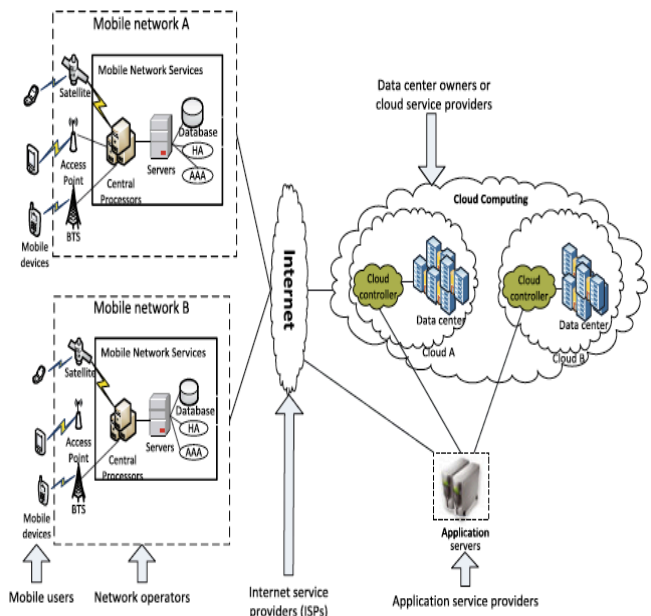 Mobile network A
Mobile Network Services
Satellite
Database
HA
AAA
Access
Point
Servers
Central
Processors
BTS
Mobile
devices
Mobile network B
Mobile Network Services
Satellite
Database
HA
AAA
Access
Point
Servers
Central
Processors
BTS
Mobile
devices
Mobile users
Network operators
Internet
Internet service
providers (ISPs)
Data center owners or
cloud service providers
Cloud Computing
Cloud
controller
Data center
Cloud A
Cloud
controller
Data center
Cloud B
Application
servers
Application service providers